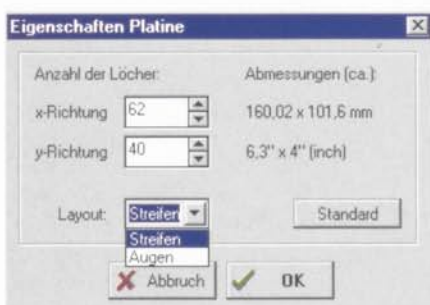 Eigenschaften Platine
Anzahl der Löcher: Abmessungen (ca.):
x-Richtung 62 160,02 x 101,6 mm
y-Richtung 40 6,3" x 4" (inch)
Layout: Streifen Standard
Streifen
Augen
Abbruch OK